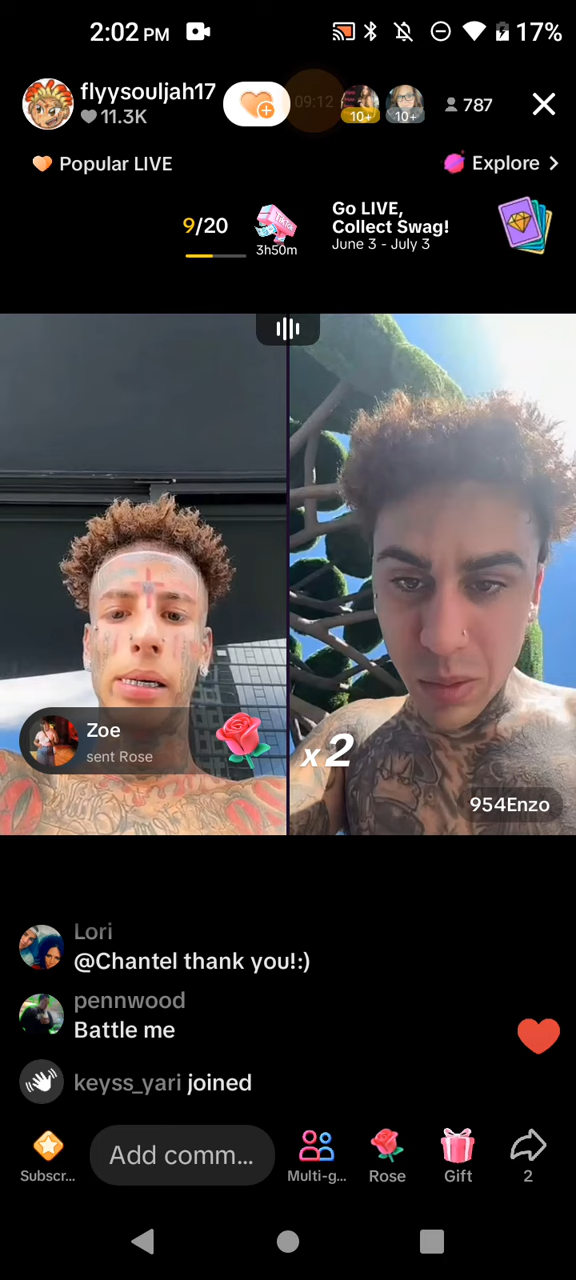 2:02 PM
17%
flyysouljah17
11.3K
09:12
10+
10+
787
Popular LIVE
Explore
9/20
3h50m
Go LIVE,
Collect Swag!
June 3 - July 3
Zoe
sent Rose
x2
954Enzo
Lori
@Chantel thank you!:)
pennwood
Battle me
keyss_yari joined
Add comm...
Subscr...
Multi-g...
Rose
Gift
2